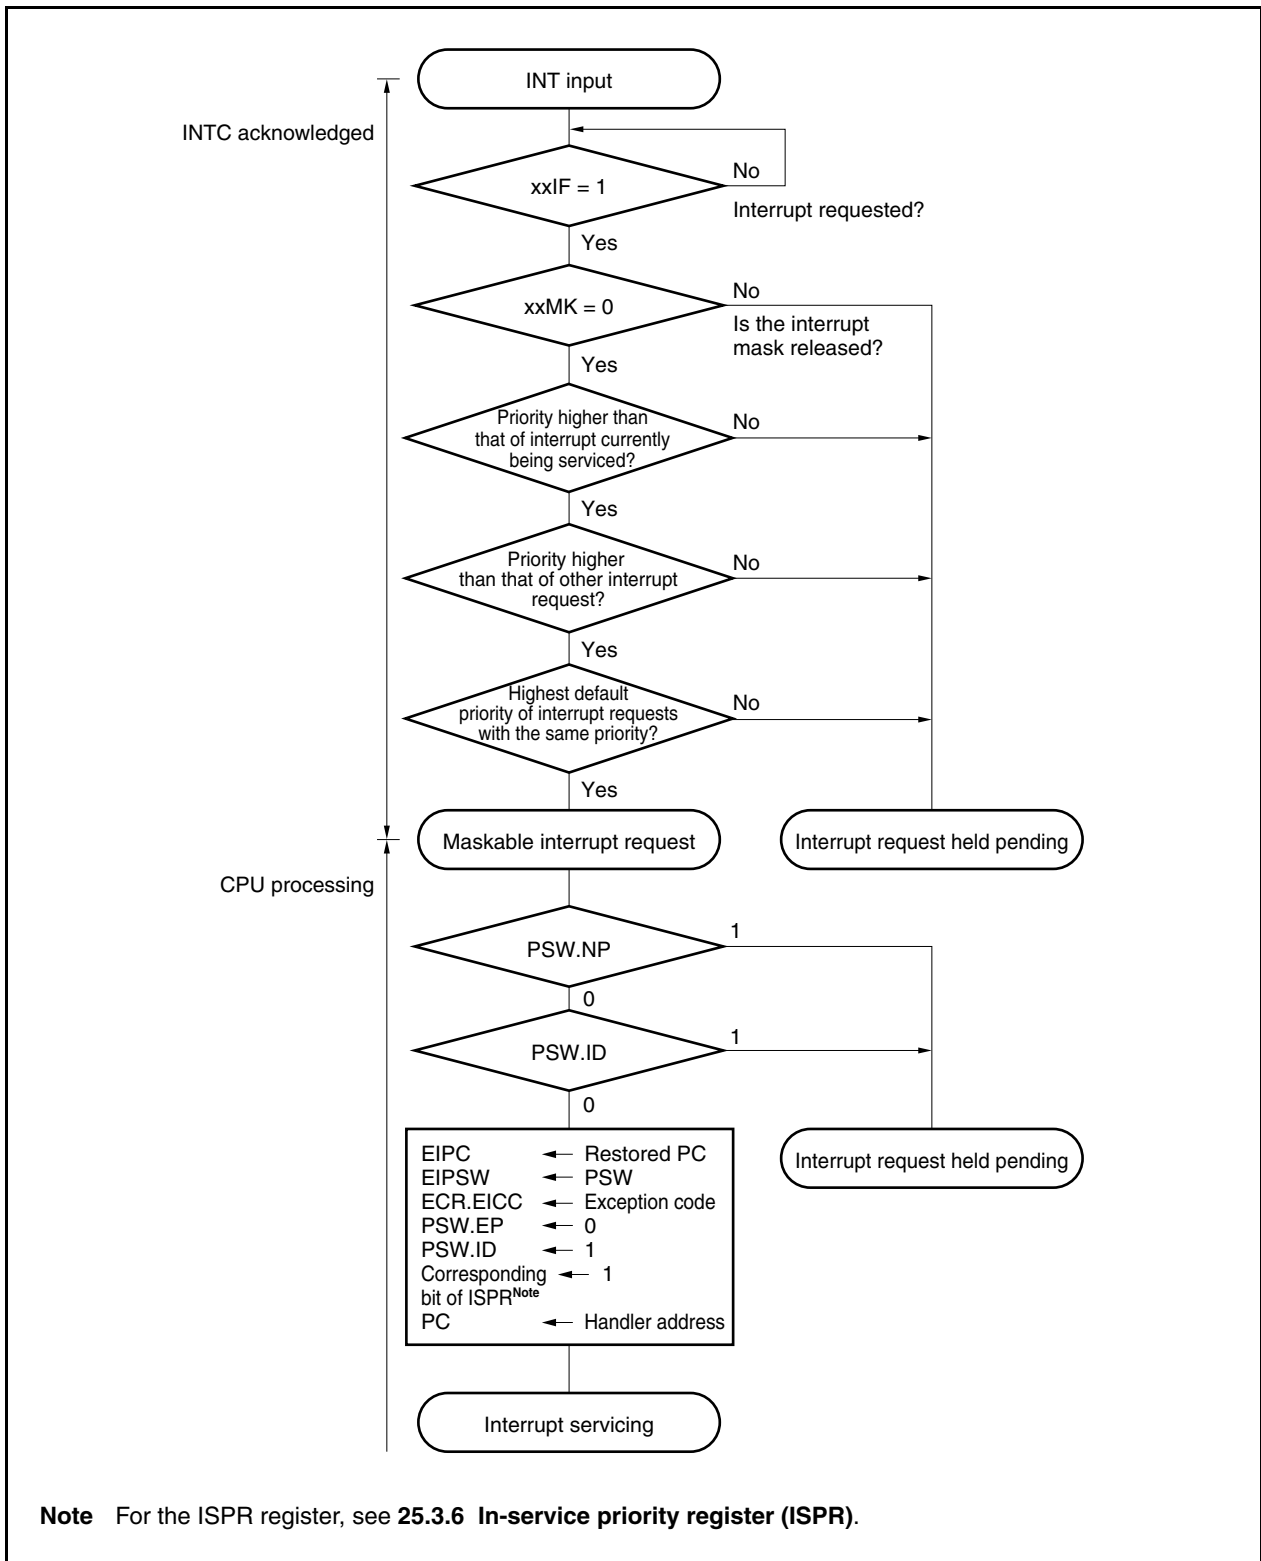 INT input
INTC acknowledged
xxIF = 1
No
Interrupt requested?
Yes
xxMK = 0
No
Is the interrupt
mask released?
Yes
Priority higher than
that of interrupt currently
being serviced?
No
Yes
Priority higher
than that of other interrupt
request?
No
Yes
Highest default
priority of interrupt requests
with the same priority?
No
Yes
Maskable interrupt request
Interrupt request held pending
CPU processing
PSW.NP
1
0
PSW.ID
1
0
EIPC ← Restored PC
EIPSW ← PSW
ECR.EICC ← Exception code
PSW.EP ← 0
PSW.ID ← 1
Corresponding ← 1
bit of ISPRNote
PC ← Handler address
Interrupt request held pending
Interrupt servicing
Note For the ISPR register, see 25.3.6 In-service priority register (ISPR).